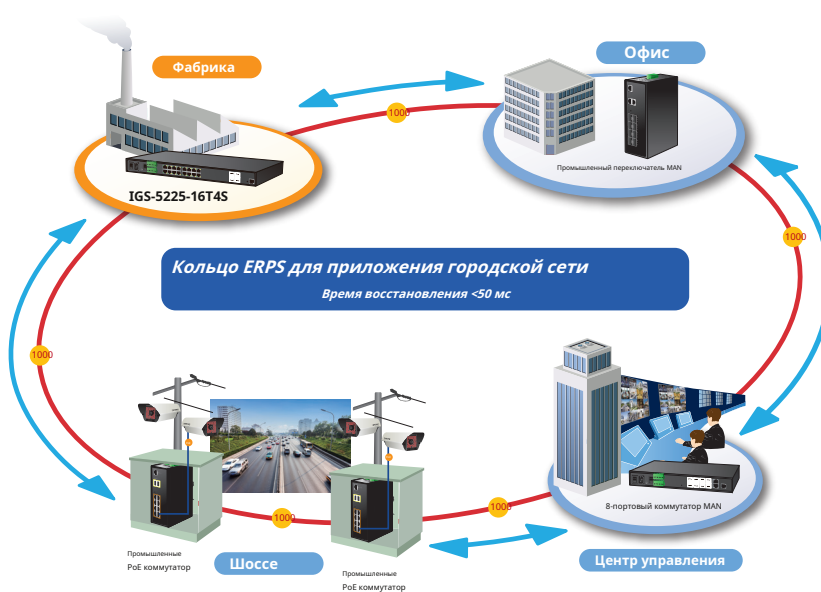 Фабрика
Офис
1000
Промышленный переключатель MAN
IGS-5225-16T4S
1000
Кольцо ERPS для приложения городской сети
Время восстановления <50 мс
1000
8-портовый коммутатор MAN
1000
1000
Промышленные
PoE коммутатор
Шоссе
Центр управления
Промышленные
PoE коммутатор